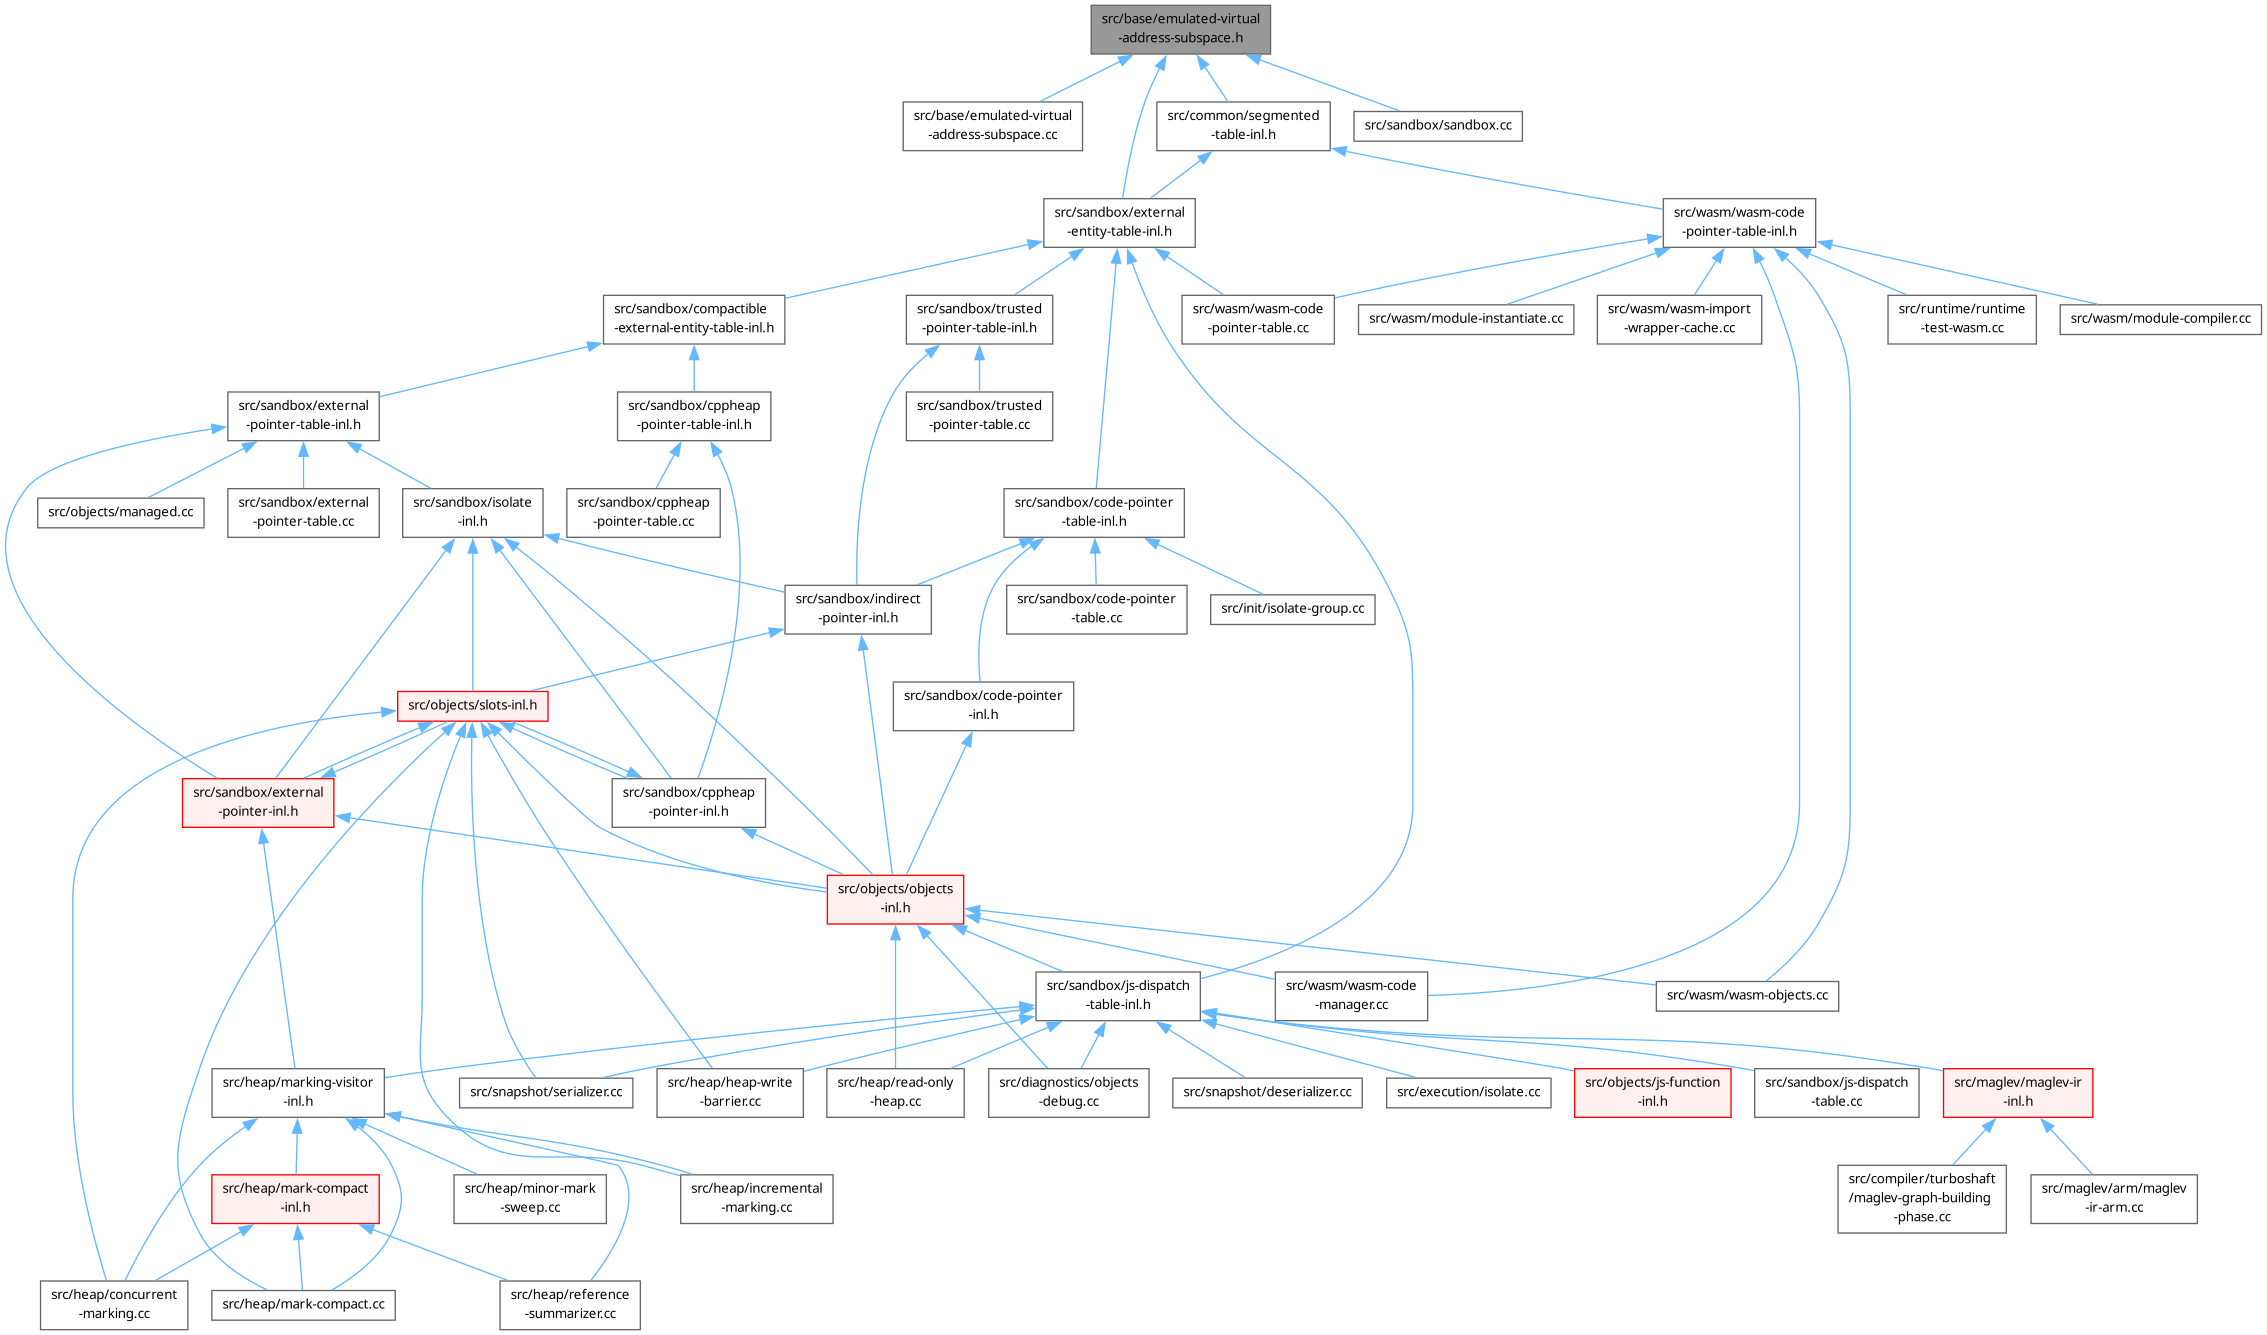 src/base/emulated-virtual
-address-subspace.h
src/base/emulated-virtual
-address-subspace.cc
src/common/segmented
-table-inl.h
src/sandbox/sandbox.cc
src/sandbox/external
-entity-table-inl.h
src/wasm/wasm-code
-pointer-table-inl.h
src/sandbox/compactible
-external-entity-table-inl.h
src/sandbox/trusted
-pointer-table-inl.h
src/wasm/wasm-code
-pointer-table.cc
src/wasm/module-instantiate.cc
src/wasm/wasm-import
-wrapper-cache.cc
src/runtime/runtime
-test-wasm.cc
src/wasm/module-compiler.cc
src/sandbox/external
-pointer-table-inl.h
src/sandbox/cppheap
-pointer-table-inl.h
src/sandbox/trusted
-pointer-table.cc
src/objects/managed.cc
src/sandbox/external
-pointer-table.cc
src/sandbox/isolate
-inl.h
src/sandbox/cppheap
-pointer-table.cc
src/sandbox/code-pointer
-table-inl.h
src/sandbox/indirect
-pointer-inl.h
src/sandbox/code-pointer
-table.cc
src/init/isolate-group.cc
src/objects/slots-inl.h
src/sandbox/code-pointer
-inl.h
src/sandbox/external
-pointer-inl.h
src/sandbox/cppheap
-pointer-inl.h
src/objects/objects
-inl.h
src/sandbox/js-dispatch
-table-inl.h
src/wasm/wasm-code
-manager.cc
src/wasm/wasm-objects.cc
src/heap/marking-visitor
-inl.h
src/snapshot/serializer.cc
src/heap/heap-write
-barrier.cc
src/heap/read-only
-heap.cc
src/diagnostics/objects
-debug.cc
src/snapshot/deserializer.cc
src/execution/isolate.cc
src/objects/js-function
-inl.h
src/sandbox/js-dispatch
-table.cc
src/maglev/maglev-ir
-inl.h
src/heap/mark-compact
-inl.h
src/heap/minor-mark
-sweep.cc
src/heap/incremental
-marking.cc
src/compiler/turboshaft
/maglev-graph-building
-phase.cc
src/maglev/arm/maglev
-ir-arm.cc
src/heap/concurrent
-marking.cc
src/heap/mark-compact.cc
src/heap/reference
-summarizer.cc